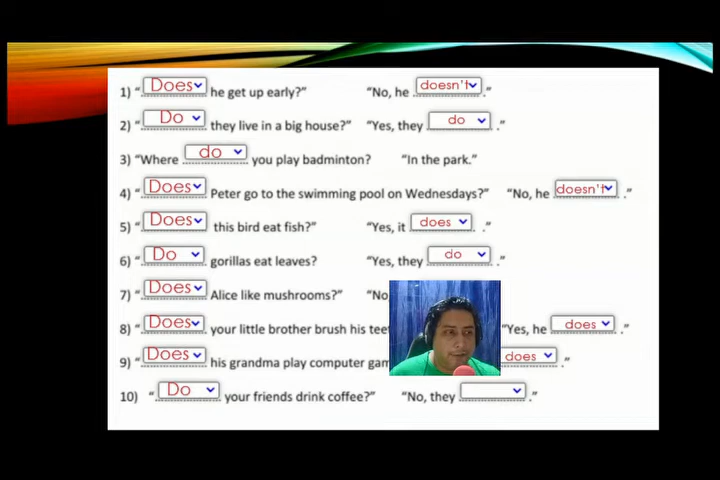 1) “ Does he get up early?” “No, he doesn't .”
2) “ Do they live in a big house?” “Yes, they do .”
3) “Where do you play badminton? “In the park.”
4) “ Does Peter go to the swimming pool on Wednesdays?” “No, he doesn't .”
5) “ Does this bird eat fish?” “Yes, it does .”
6) “ Do gorillas eat leaves? “Yes, they do .”
7) “ Does Alice like mushrooms?” “No
8) “ Does your little brother brush his “Yes, he does .”
9) “ Does his grandma play computer does .”
10) “ Do your friends drink coffee?” “No, they .”